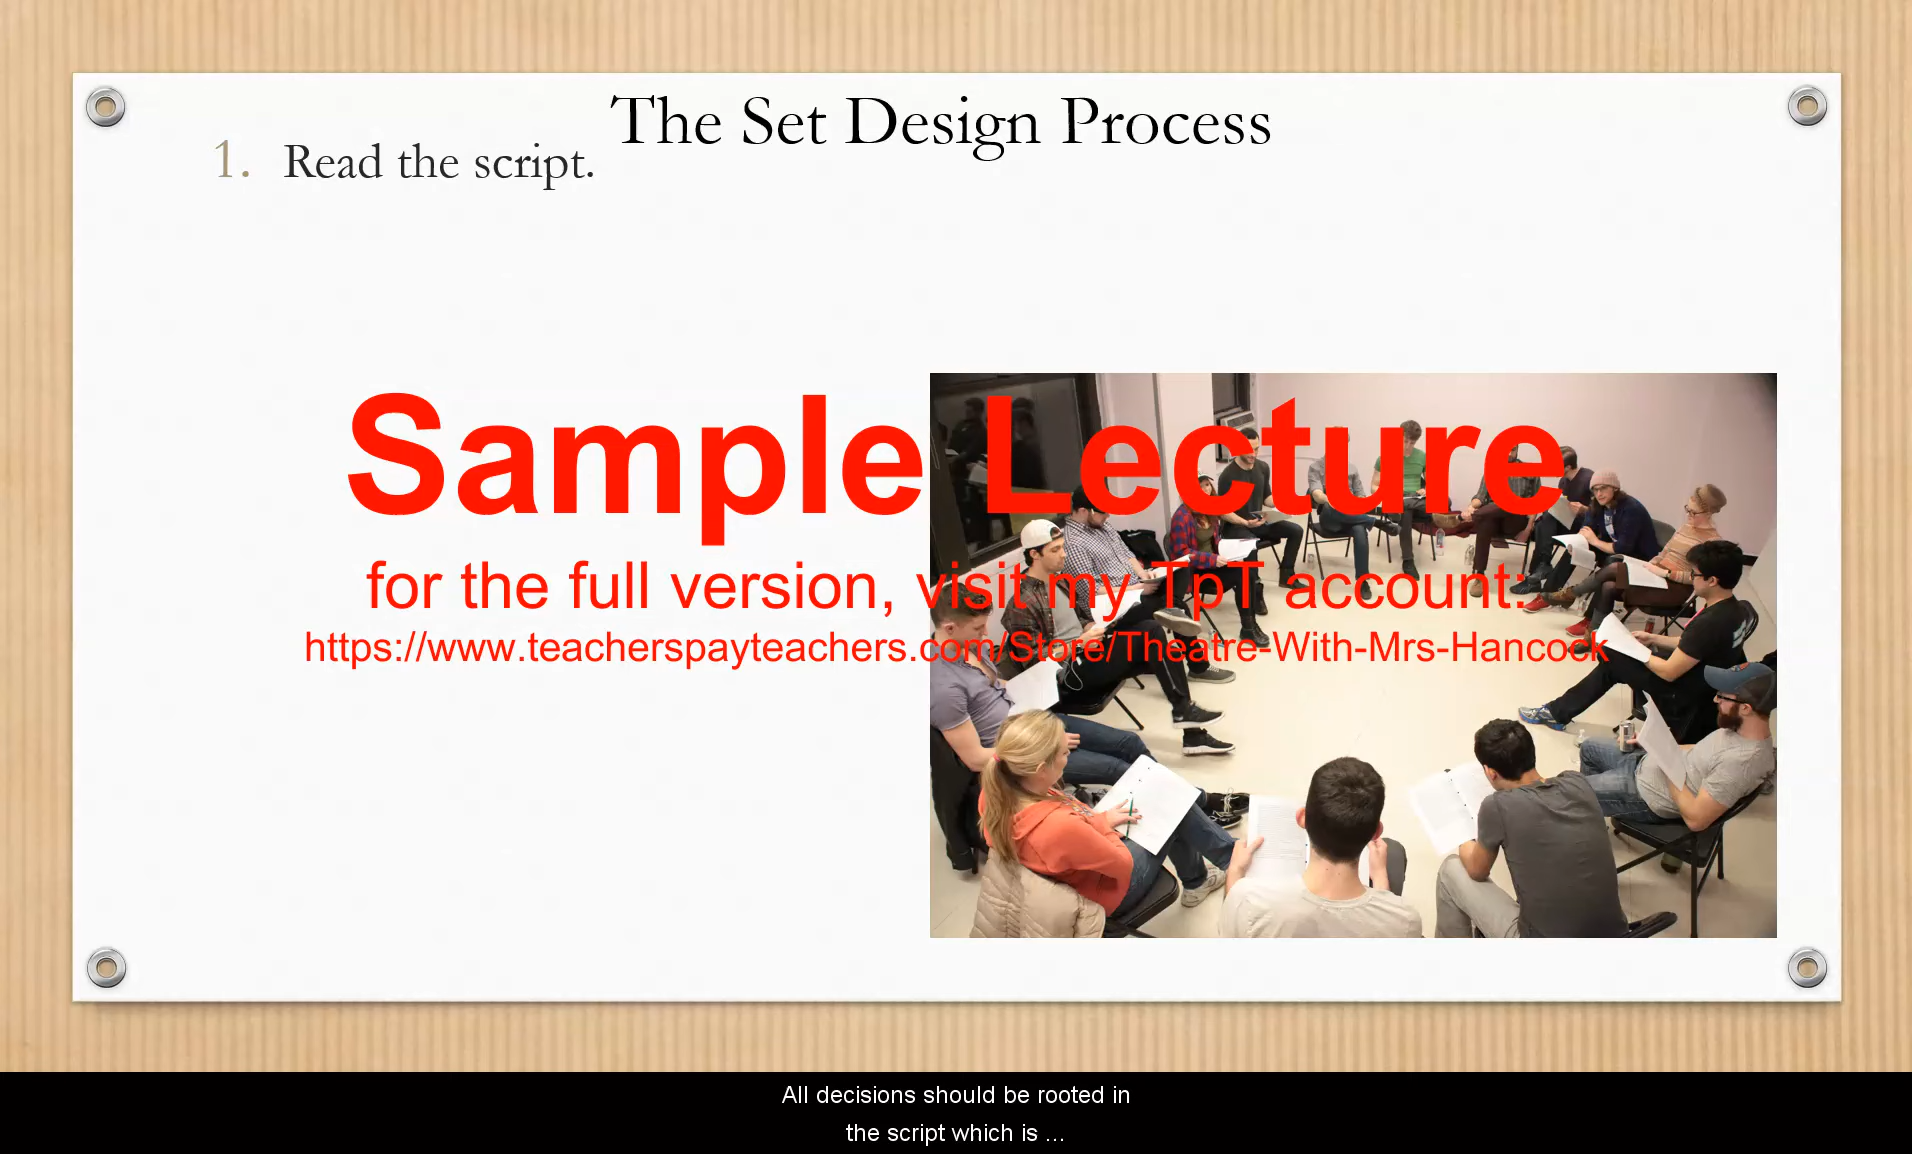 The Set Design Process
1. Read the script.
Sample Lecture
for the full version, visit my TpT account:
https://www.teacherspayteachers.com/Store/Theatre-With-Mrs-Hancock
All decisions should be rooted in
the script which is ...